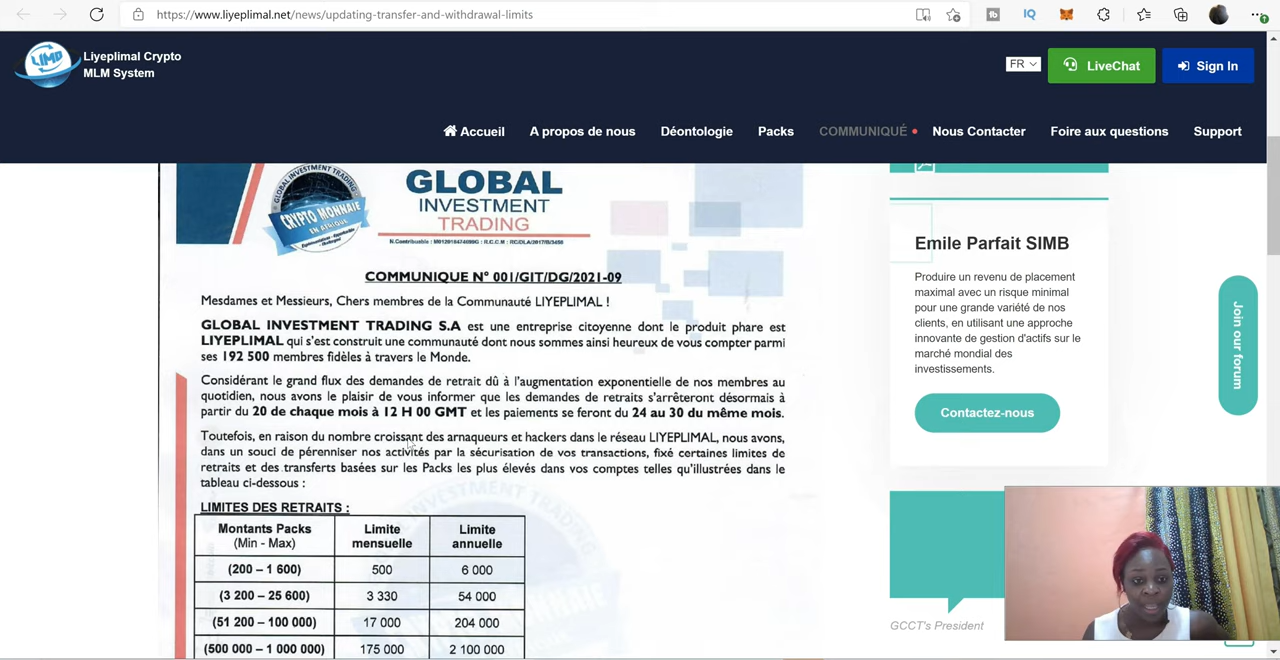 https://www.liyeplimal.net/news/updating-transfer-and-withdrawal-limits
LIMO
Liyeplimal Crypto
MLM System
FR
LiveChat
Sign In
Accueil
A propos de nous
Déontologie
Packs
COMMUNIQUÉ
Nous Contacter
Foire aux questions
Support
GLOBAL INVESTMENT TRADING
CRYPTO MONNAIE
EN AFRIQUE
GLOBAL
INVESTMENT
TRADING
COMMUNIQUE N° 001/GIT/DG/2021-09
Mesdames et Messieurs, Chers membres de la Communauté LIYEPLIMAL !
GLOBAL INVESTMENT TRADING S.A est une entreprise citoyenne dont le produit phare est
LIYEPLIMAL qui s'est construit une communauté dont nous sommes ainsi heureux de vous compter parmi
ses 192 500 membres fidèles à travers le Monde.
Considérant le grand flux des demandes de retrait dû à l'augmentation exponentielle de nos membres au
quotidien, nous avons le plaisir de vous informer que les demandes de retraits s'arrêteront désormais à
partir du 20 de chaque mois à 12 H 00 GMT et les paiements se feront du 24 au 30 du même mois.
Toutefois, en raison du nombre croissant des arnaqueurs et hackers dans le réseau LIYEPLIMAL, nous avons,
dans un souci de pérenniser nos activités par la sécurisation de vos transactions, fixé certaines limites de
retraits et des transferts basées sur les Packs les plus élevés dans vos comptes telles qu'illustrées dans le
tableau ci-dessous :
LIMITES DES RETRAITS :
Montants Packs
(Min - Max)
Limite
mensuelle
Limite
annuelle
(200 – 1 600)
500
6 000
(3 200 – 25 600)
3 330
54 000
(51 200 – 100 000)
17 000
204 000
(500 000 – 1 000 000)
175 000
2 100 000
Emile Parfait SIMB
Produire un revenu de placement
maximal avec un risque minimal
pour une grande variété de nos
clients, en utilisant une approche
innovante de gestion d'actifs sur le
marché mondial des
investissements.
Contactez-nous
Join our forum
GCCT's President